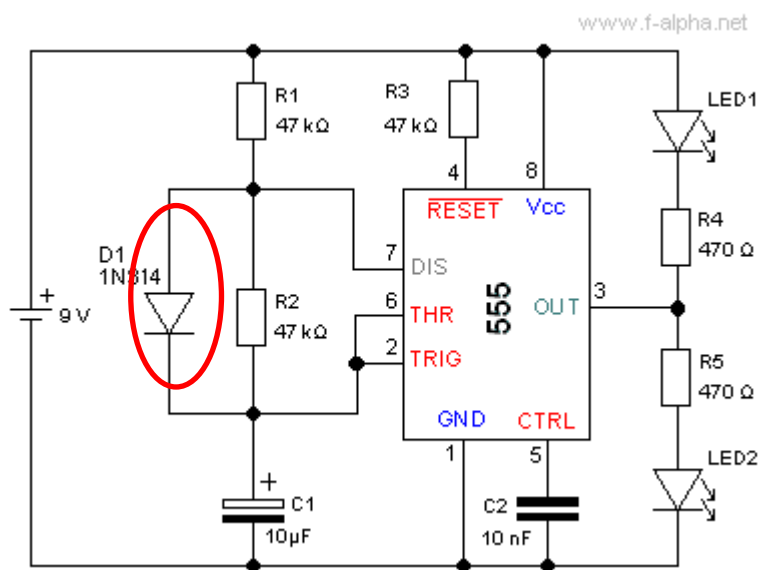 www.f-alpha.net
R1
47 kΩ
R3
47 kΩ
LED1
4
8
RESET
Vcc
R4
470 Ω
D1
1N914
7
DIS
+
9 V
R2
47 kΩ
6
THR
555
OUT
3
2
TRIG
R5
470 Ω
GND
CTRL
1
5
LED2
+
C1
10µF
C2
10 nF